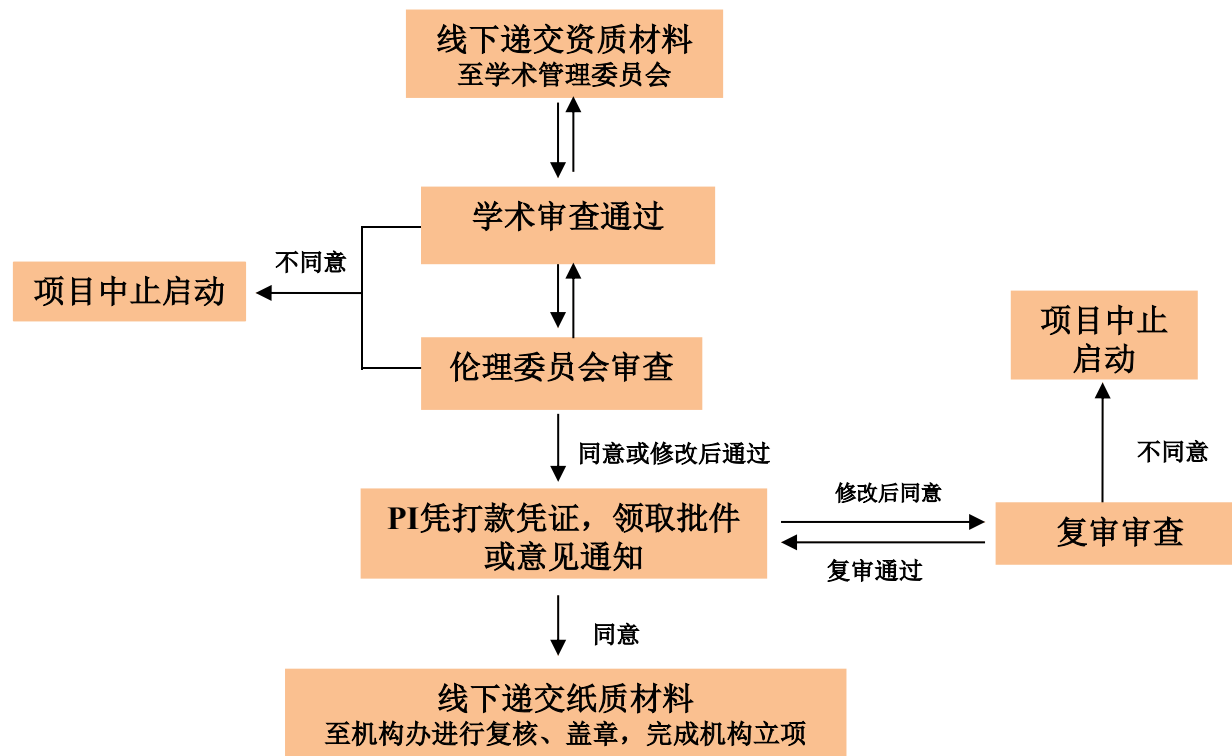 线下递交资质材料
至学术管理委员会
学术审查通过
不同意
项目中止启动
伦理委员会审查
项目中止
启动
同意或修改后通过
不同意
PI凭打款凭证，领取批件
或意见通知
修改后同意
复审通过
复审审查
同意
线下递交纸质材料
至机构办进行复核、盖章，完成机构立项